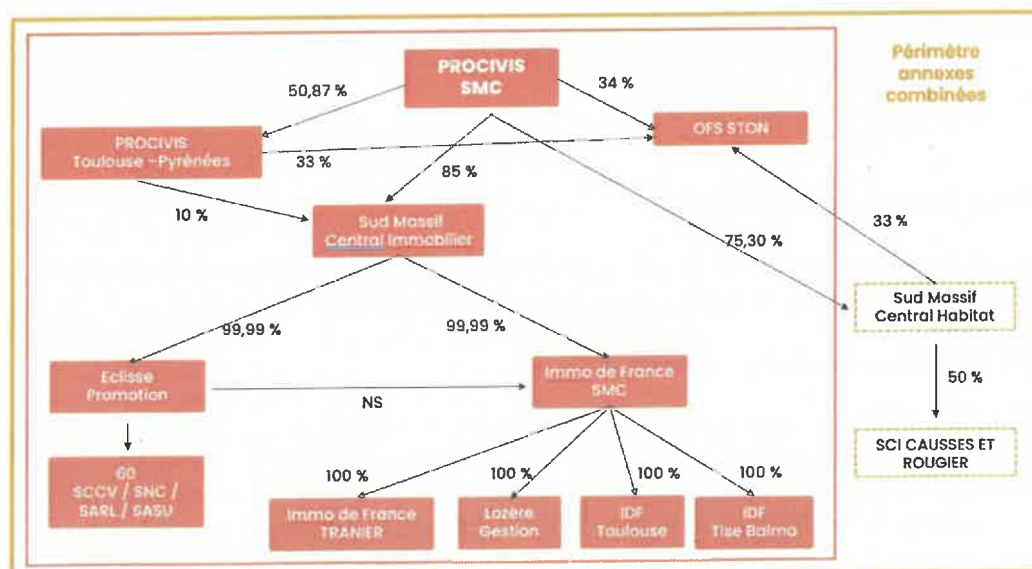 PROCIVIS
SMC
Périmètre
annexes
combinées
50,87 %
34 %
PROCIVIS
Toulouse -Pyrénées
OFS STON
33 %
85 %
10 %
Sud Massif
Central Immobilier
33 %
75,30 %
Sud Massif
Central Habitat
99,99 %
99,99 %
Eclisse
Promotion
Immo de France
SMC
NS
50 %
SCI CAUSSES ET
ROUGIER
60
SCCV / SNC /
SARL / SASU
100 %
100 %
100 %
100 %
Immo de France
TRANIER
Lozère
Gestion
IDF
Toulouse
IDF
Tise Balma